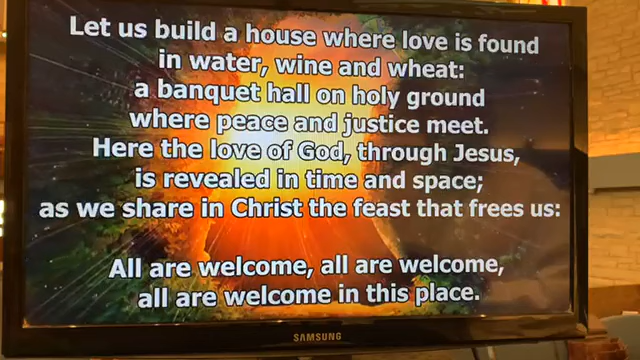 Let us build a house where love is found
in water, wine and wheat:
a banquet hall on holy ground
where peace and justice meet.
Here the love of God, through Jesus,
is revealed in time and space;
as we share in Christ the feast that frees us:
All are welcome, all are welcome,
all are welcome in this place.
SAMSUNG